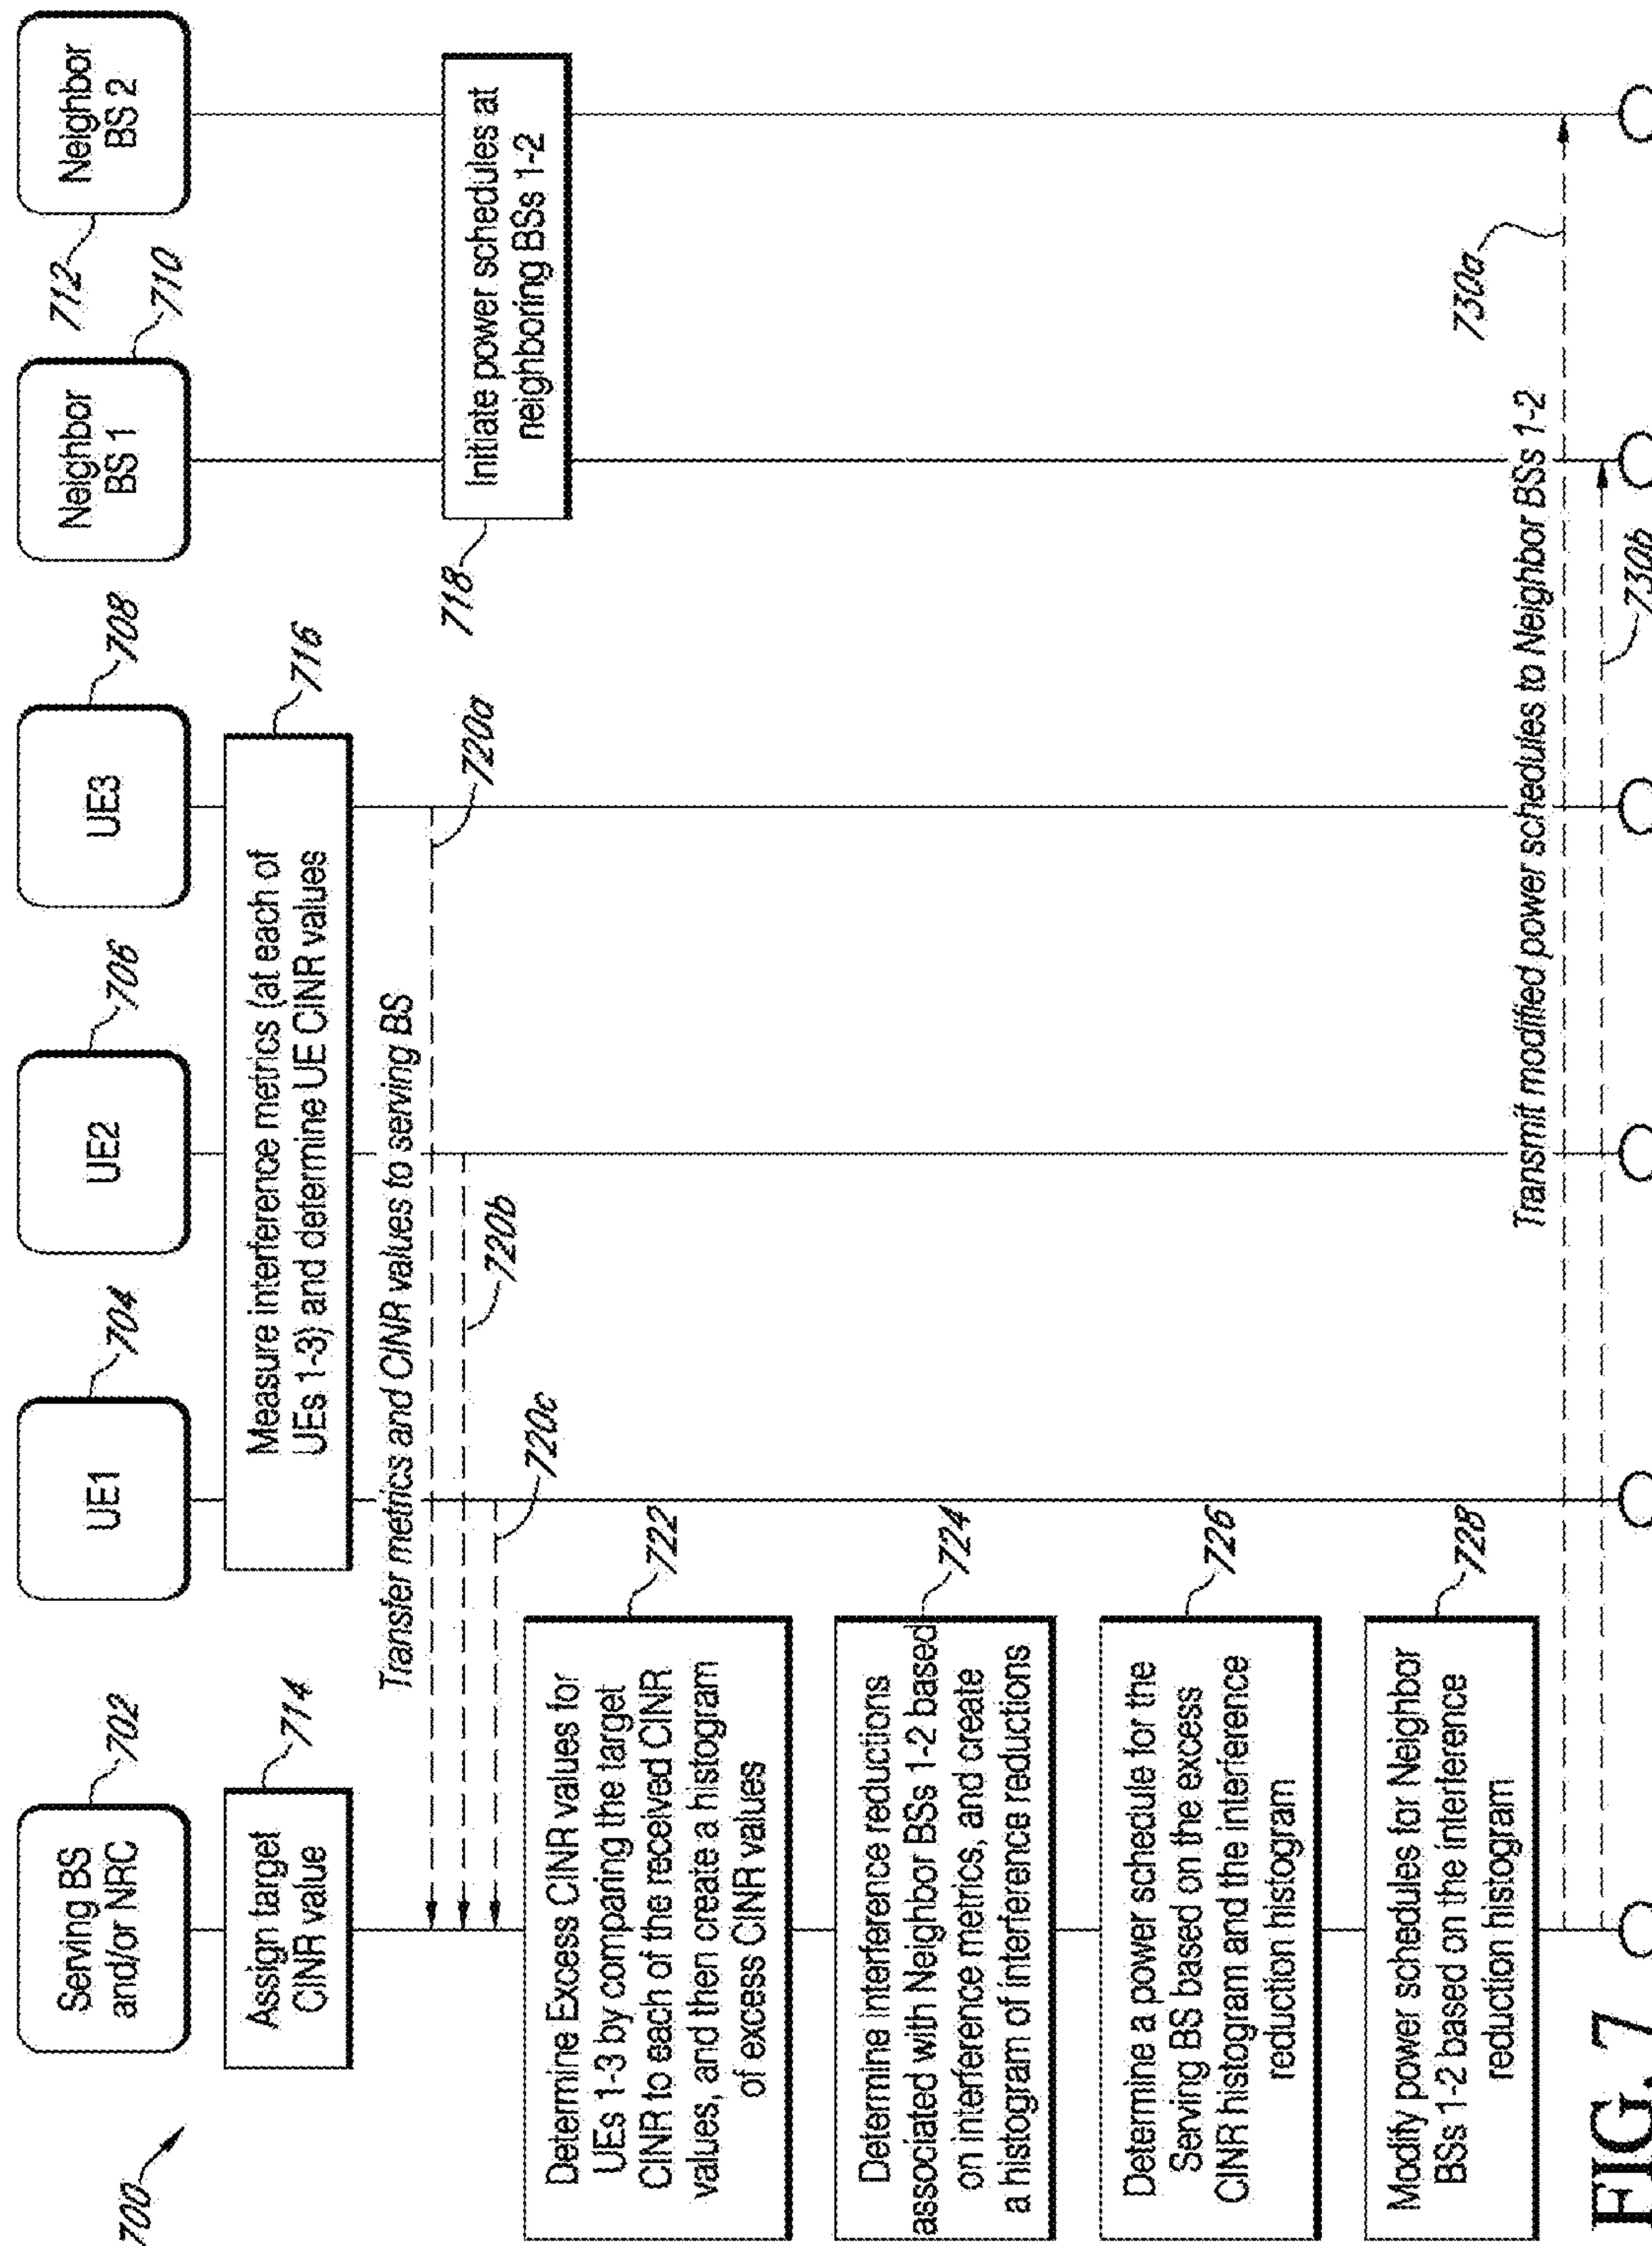 700
Serving BS
and/or NRC
702
UE1
704
UE2
706
UE3
708
Neighbor
BS 1
710
Neighbor
BS 2
712
Assign target
CINR value
714
Measure interference metrics (at each of
UEs 1-3) and determine UE CINR values
716
Transfer metrics and CINR values to serving BS
720a
720b
720c
Initiate power schedules at
neighboring BSs 1-2
718
Determine Excess CINR values for
UEs 1-3 by comparing the target
CINR to each of the received CINR
values, and then create a histogram
of excess CINR values
722
Determine interference reductions
associated with Neighbor BSs 1-2 based
on interference metrics, and create
a histogram of interference reductions
724
Determine a power schedule for the
Serving BS based on the excess
CINR histogram and the interference
reduction histogram
726
Modify power schedules for Neighbor
BSs 1-2 based on the interference
reduction histogram
728
Transmit modified power schedules to Neighbor BSs 1-2
730a
730b
FIG. 7